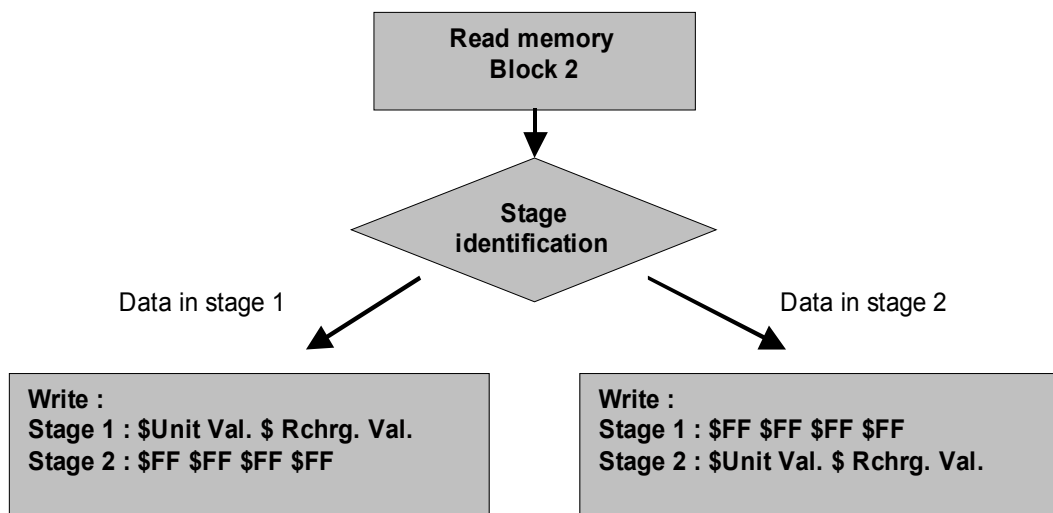 Read memory
Block 2
Stage
identification
Data in stage 1
Data in stage 2
Write :
Stage 1 : $Unit Val. $ Rchrg. Val.
Stage 2 : $FF $FF $FF $FF
Write :
Stage 1 : $FF $FF $FF $FF
Stage 2 : $Unit Val. $ Rchrg. Val.